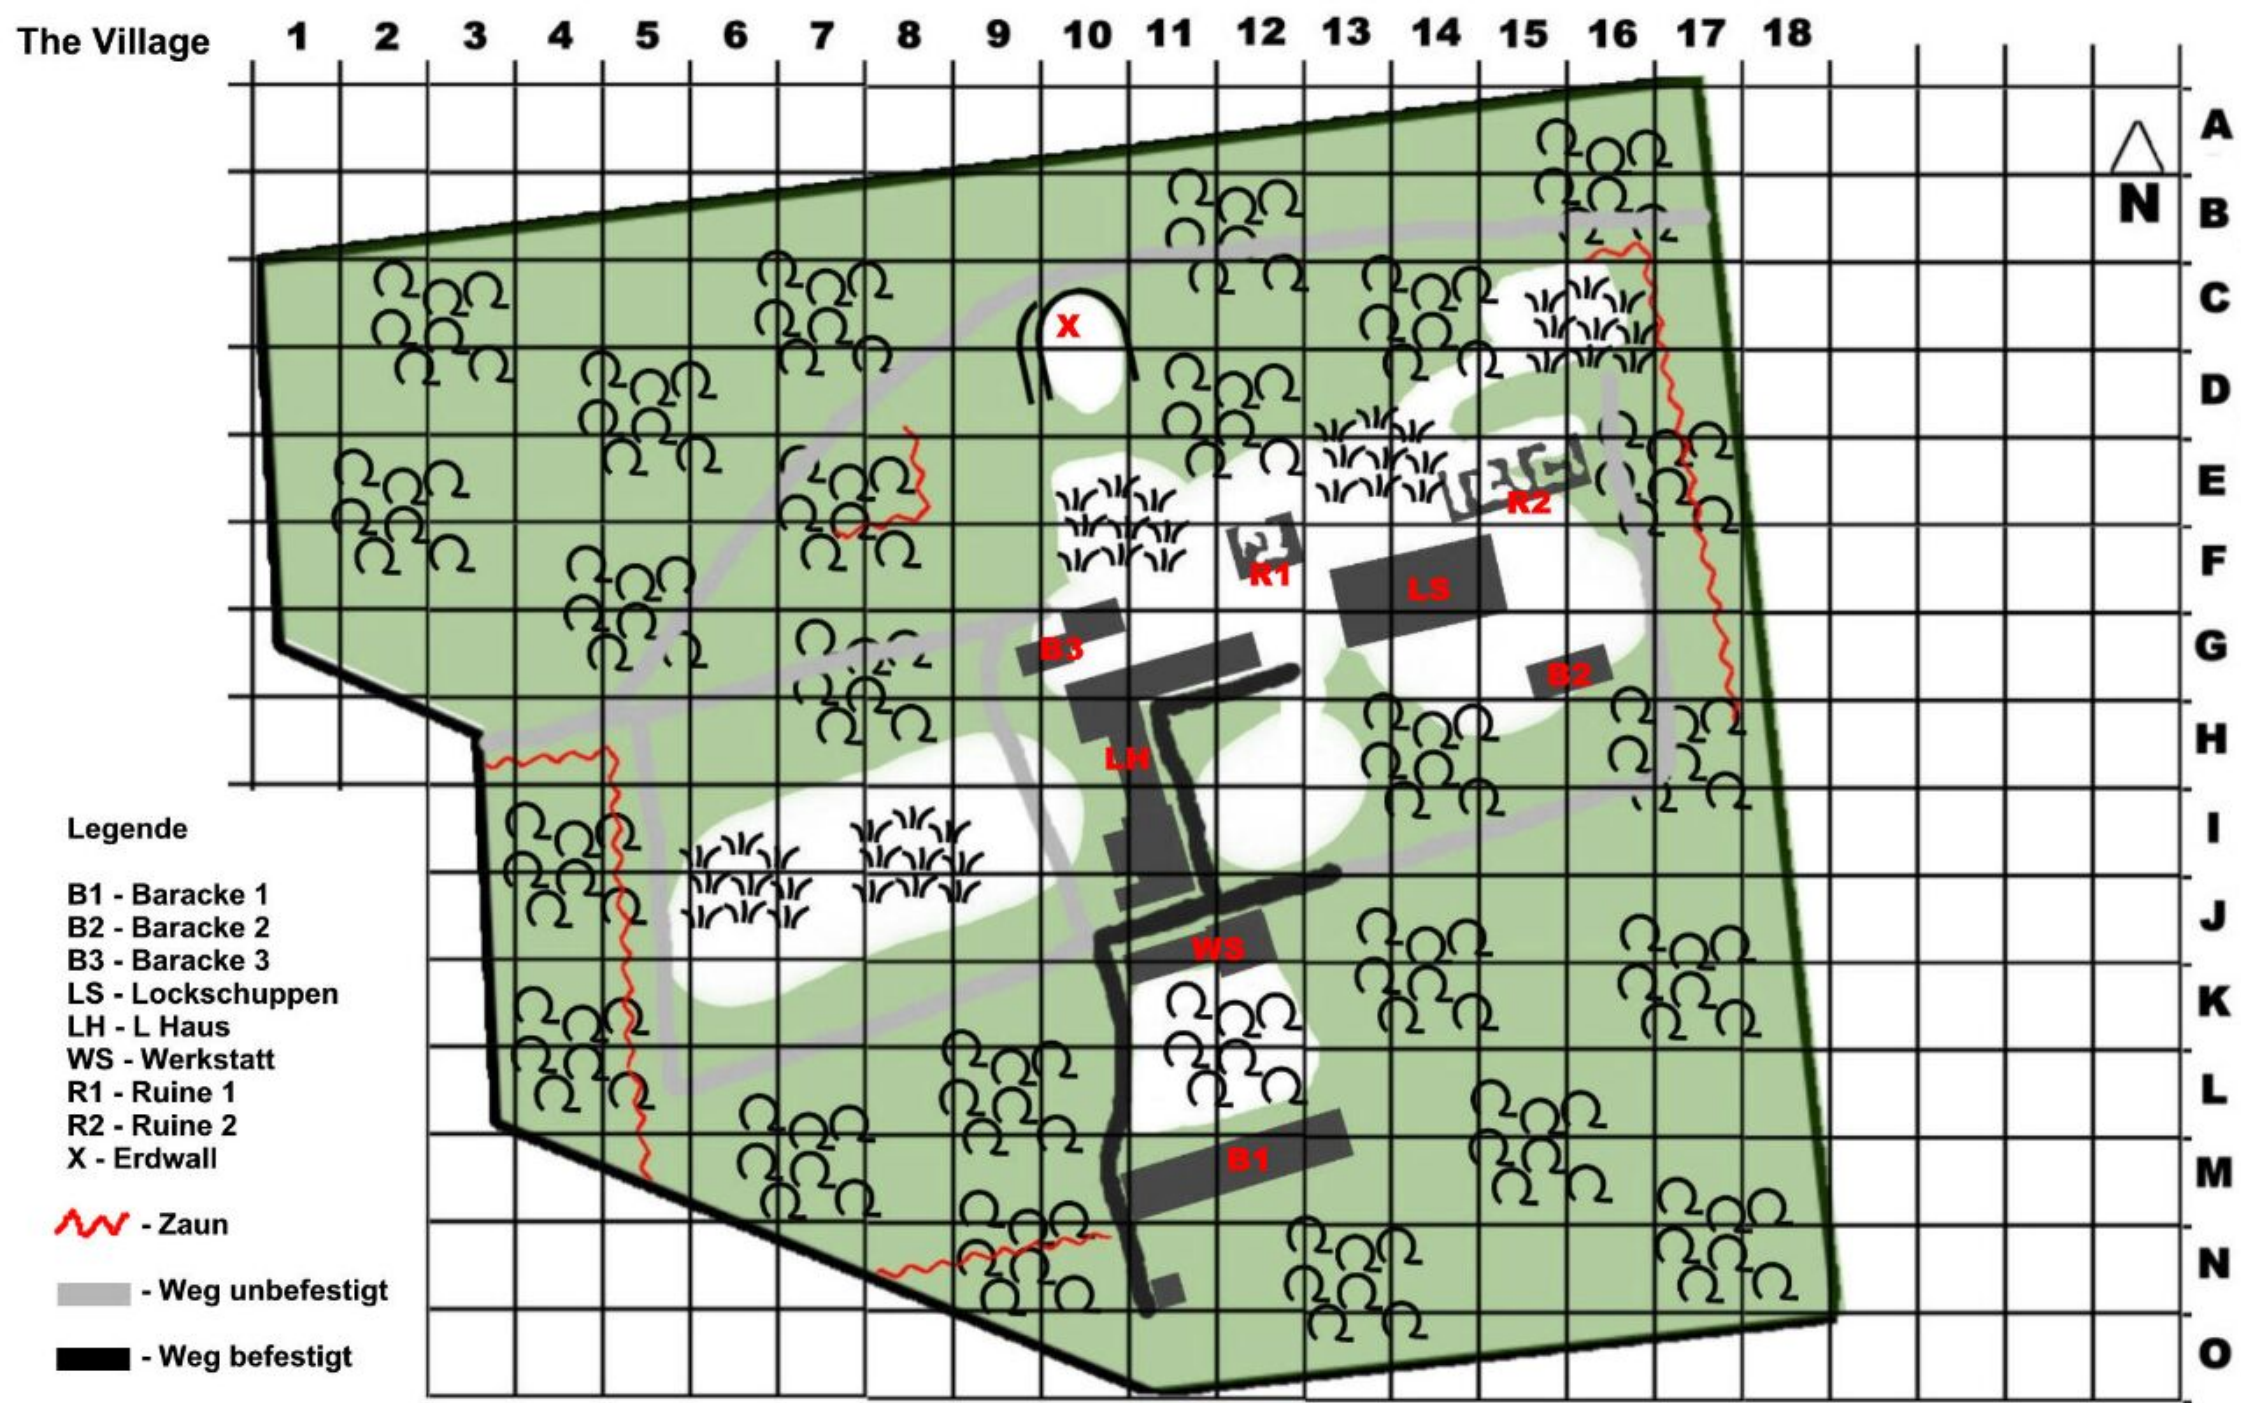 The Village 1 2 3 4 5 6 7 8 9 10 11 12 13 14 15 16 17 18
A
N
B
C
X
D
E
R2
F
R1
LS
G
B3
B2
H
LH
Legende
I
B1 - Baracke 1
B2 - Baracke 2
J
B3 - Baracke 3
WS
LS - Lockschuppen
K
LH - L Haus
WS - Werkstatt
R1 - Ruine 1
L
R2 - Ruine 2
X - Erdwall
B1
M
- Zaun
N
- Weg unbefestigt
O
- Weg befestigt